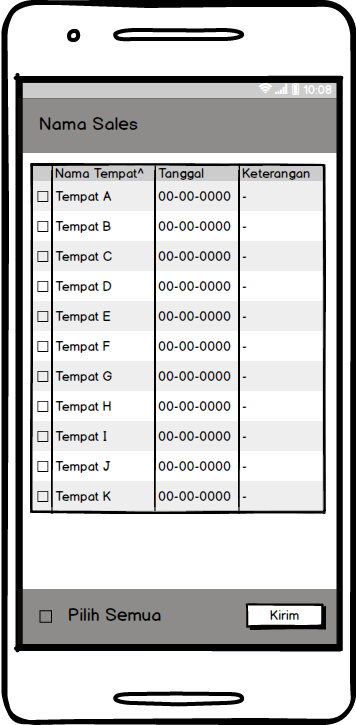 10:08
Nama Sales
Nama Tempat^ Tanggal Keterangan
Tempat A 00-00-0000 -
Tempat B 00-00-0000 -
Tempat C 00-00-0000 -
Tempat D 00-00-0000 -
Tempat E 00-00-0000 -
Tempat F 00-00-0000 -
Tempat G 00-00-0000 -
Tempat H 00-00-0000 -
Tempat I 00-00-0000 -
Tempat J 00-00-0000 -
Tempat K 00-00-0000 -
Pilih Semua Kirim